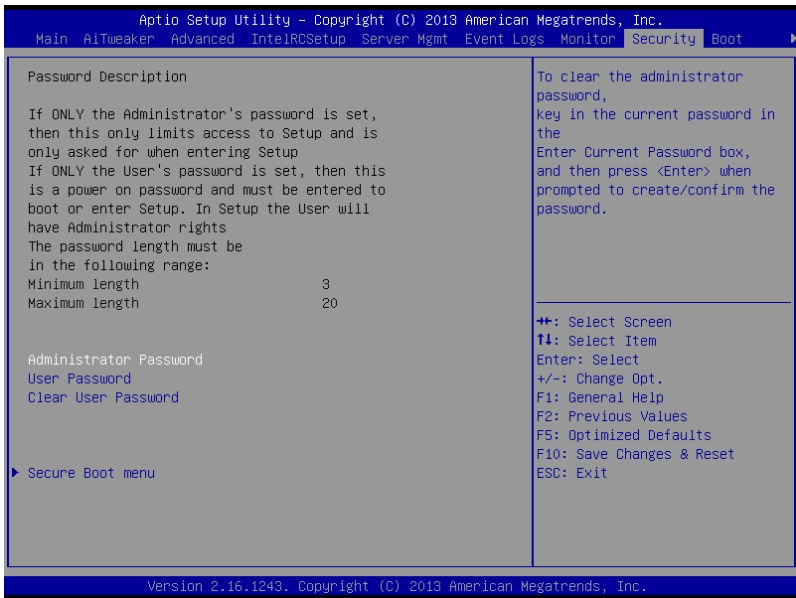 Aptio Setup Utility – Copyright (C) 2013 American Megatrends, Inc.
Main AiTweaker Advanced IntelRCSetup Server Mgmt Event Logs Monitor Security Boot
Password Description
If ONLY the Administrator's password is set,
then this only limits access to Setup and is
only asked for when entering Setup
If ONLY the User's password is set, then this
is a power on password and must be entered to
boot or enter Setup. In Setup the User will
have Administrator rights
The password length must be
in the following range:
Minimum length 3
Maximum length 20
Administrator Password
User Password
Clear User Password
Secure Boot menu
To clear the administrator
password,
key in the current password in
the
Enter Current Password box,
and then press <Enter> when
prompted to create/confirm the
password.
→←: Select Screen
↑↓: Select Item
Enter: Select
+/-: Change Opt.
F1: General Help
F2: Previous Values
F5: Optimized Defaults
F10: Save Changes & Reset
ESC: Exit
Version 2.16.1243. Copyright (C) 2013 American Megatrends, Inc.